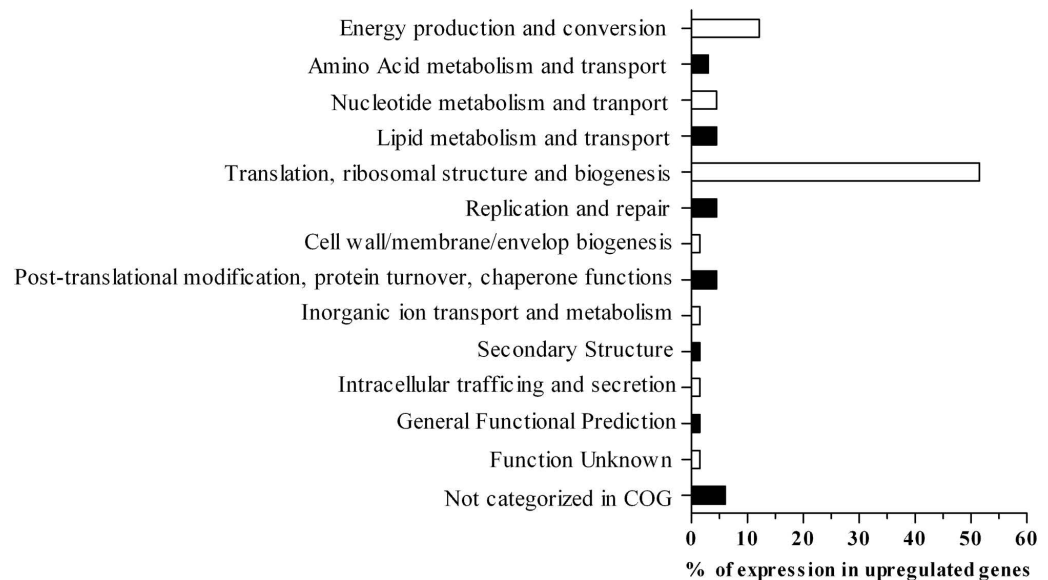 Energy production and conversion
Amino Acid metabolism and transport
Nucleotide metabolism and tranport
Lipid metabolism and transport
Translation, ribosomal structure and biogenesis
Replication and repair
Cell wall/membrane/envelop biogenesis
Post-translational modification, protein turnover, chaperone functions
Inorganic ion transport and metabolism
Secondary Structure
Intracellular trafficing and secretion
General Functional Prediction
Function Unknown
Not categorized in COG
0 10 20 30 40 50 60
% of expression in upregulated genes